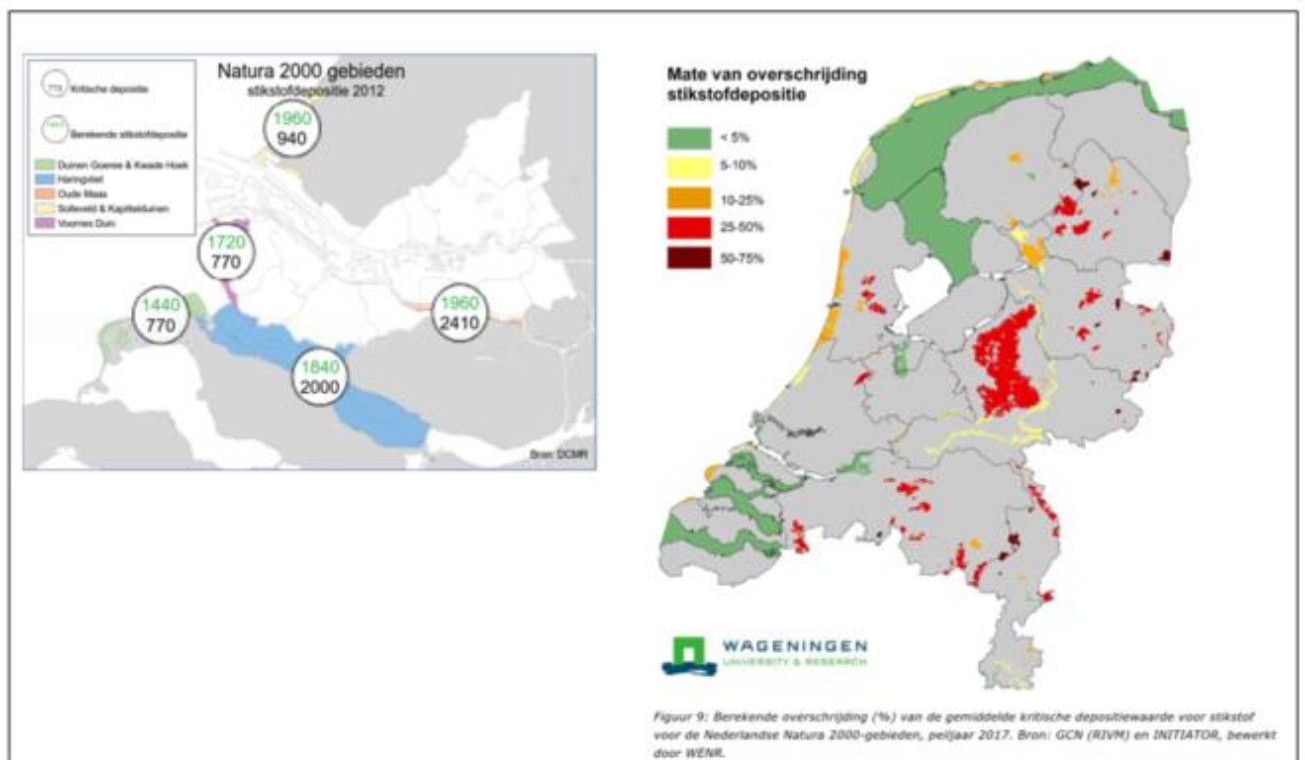 Natura 2000 gebieden
stikstofdepositie 2012
770
Kritische depositie
Berekende stikstofdepositie
Duinen Goeree & Kwade Hoek
Haringvliet
Oude Maas
Solleveld & Kapittelduinen
Voornes Duin
1960
940
1720
770
1440
770
1960
2410
1840
2000
Bron: DCMR
Mate van overschrijding
stikstofdepositie
< 5%
5-10%
10-25%
25-50%
50-75%
WAGENINGEN
UNIVERSITY & RESEARCH
Figuur 9: Berekende overschrijding (%) van de gemiddelde kritische depositiewaarde voor stikstof
voor de Nederlandse Natura 2000-gebieden, peiljaar 2017. Bron: GCN (RIVM) en INITIATOR, bewerkt
door WENR.